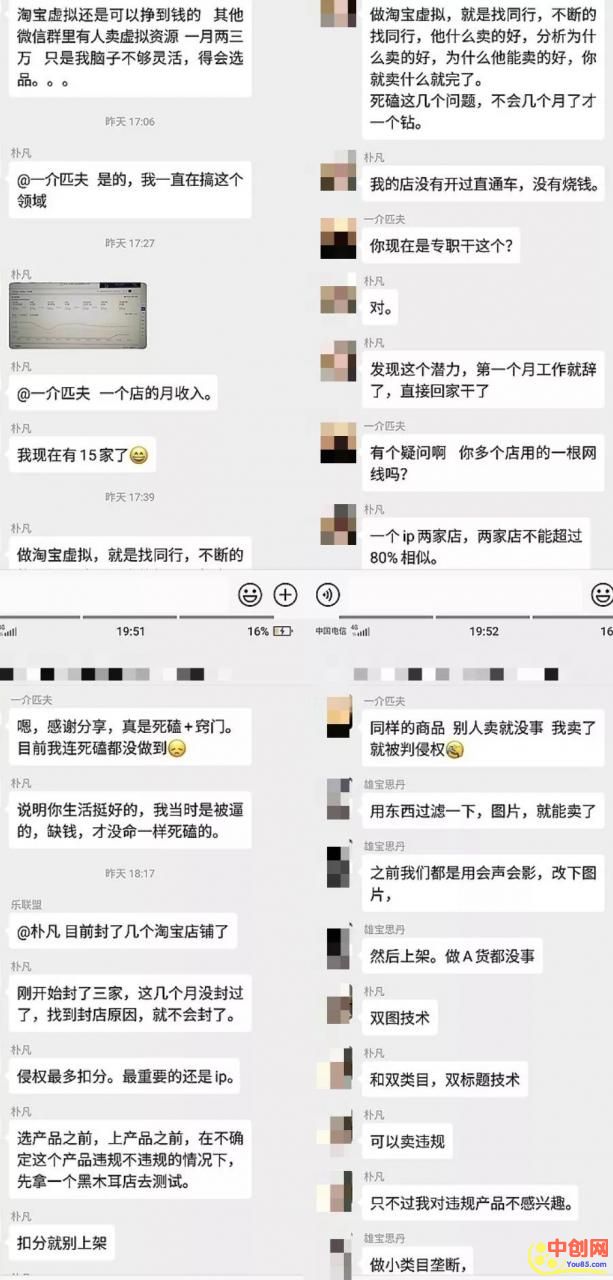 淘宝虚拟还是可以挣到钱的 其他
微信群里有人卖虚拟资源 一月两三
万 只是我脑子不够灵活，得会选
品。。。
昨天 17:06
朴凡
@一介匹夫 是的，我一直在搞这个
领域
昨天 17:27
朴凡
朴凡
@一介匹夫 一个店的月收入。
朴凡
我现在有15家了😄
昨天 17:39
朴凡
做淘宝虚拟，就是找同行，不断的
做淘宝虚拟，就是找同行，不断的
找同行，他什么卖的好，分析为什
么卖的好，为什么他能卖的好，你
就卖什么就完了。
死磕这几个问题，不会几个月了才
一个钻。
朴凡
我的店没有开过直通车，没有烧钱。
一介匹夫
你现在是专职干这个？
朴凡
对。
朴凡
发现这个潜力，第一个月工作就辞
了，直接回家干了
一介匹夫
有个疑问啊 你多个店用的一根网
线吗？
朴凡
一个ip两家店，两家店不能超过
80%相似。
19:51
16%
一介匹夫
嗯，感谢分享，真是死磕+窍门。
目前我连死磕都没做到😞
朴凡
说明你生活挺好的，我当时是被逼
的，缺钱，才没命一样死磕的。
昨天 18:17
乐联盟
@朴凡 目前封了几个淘宝店铺了
朴凡
刚开始封了三家，这几个月没封过
了，找到封店原因，就不会封了。
朴凡
侵权最多扣分。最重要的还是ip。
朴凡
选产品之前，上产品之前，在不确
定这个产品违规不违规的情况下，
先拿一个黑木耳店去测试。
朴凡
扣分就别上架
中国电信 4G
19:52
16
一介匹夫
同样的商品 别人卖就没事 我卖了
就被判侵权
雄宝思丹
用东西过滤一下，图片，就能卖了
雄宝思丹
之前我们都是用会声会影，改下图
片，
雄宝思丹
然后上架。做A货都没事
朴凡
双图技术
朴凡
和双类目，双标题技术
朴凡
可以卖违规
朴凡
只不过我对违规产品不感兴趣。
雄宝思丹
做小类目垄断，
中创网
You85.com